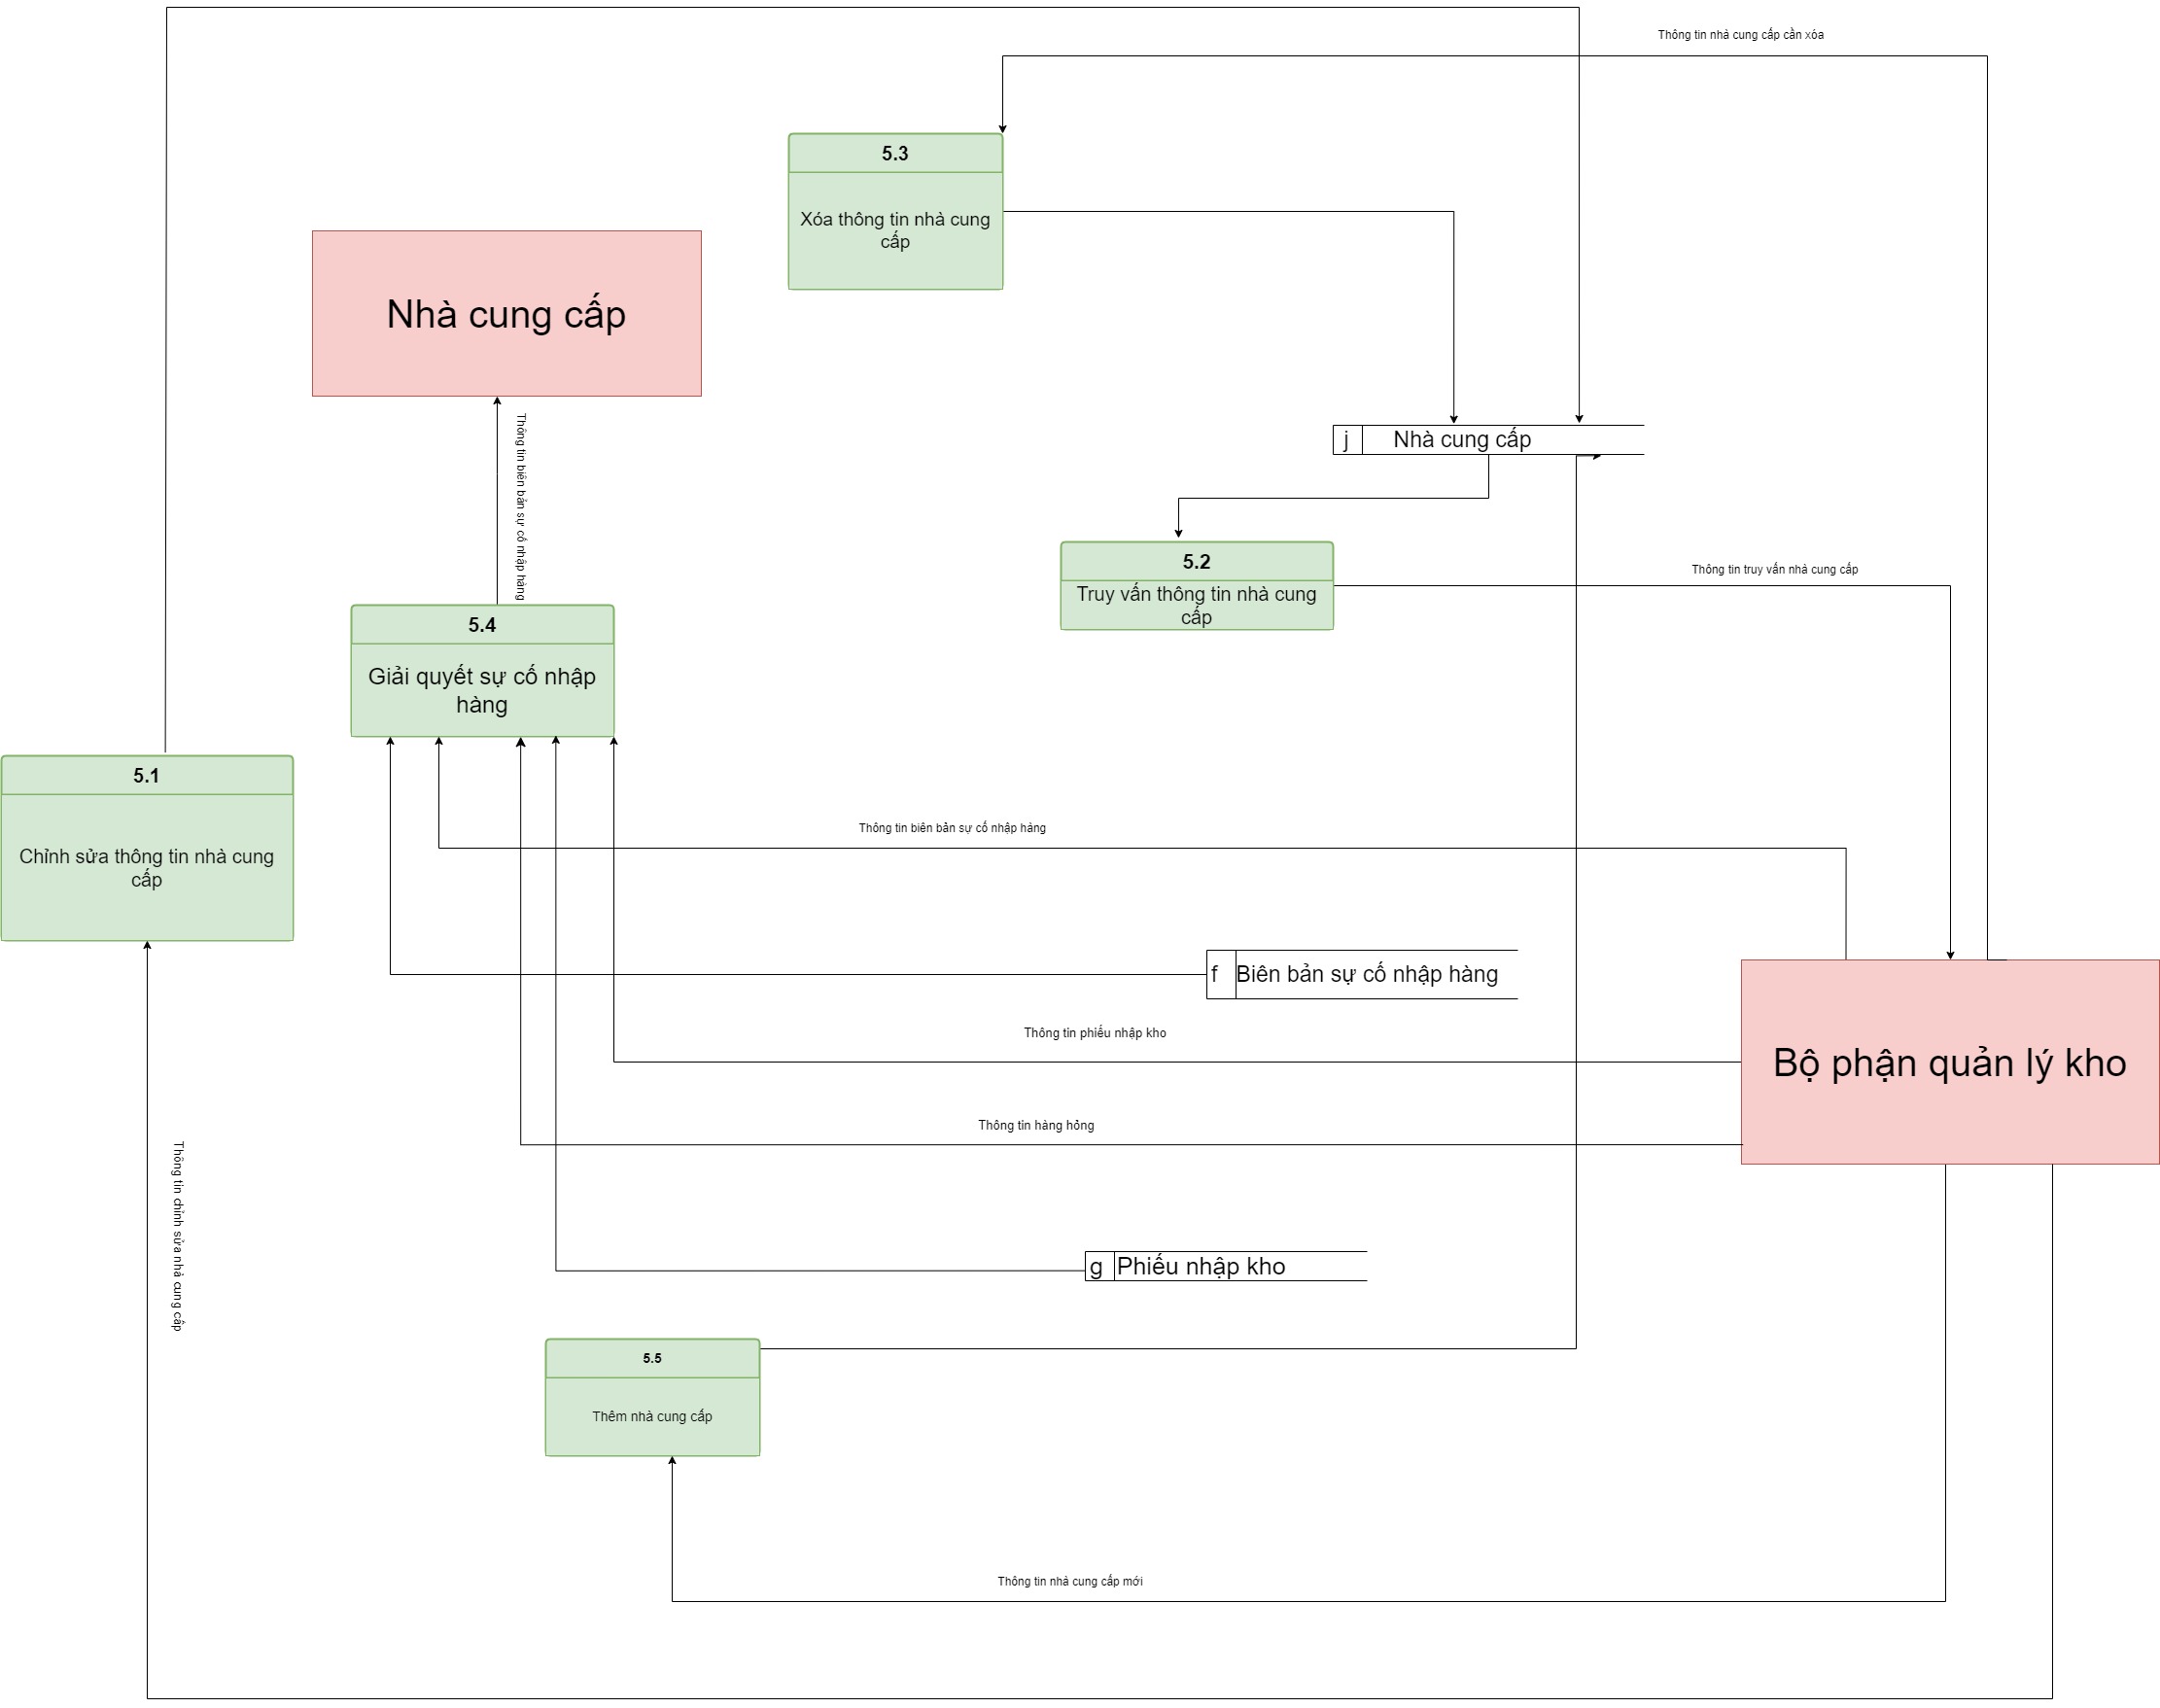 Thông tin nhà cung cấp cần xóa
5.3
Xóa thông tin nhà cung
cấp
Nhà cung cấp
Thông tin biên bản sự cố nhập hàng
j
Nhà cung cấp
5.2
Truy vấn thông tin nhà cung
cấp
Thông tin truy vấn nhà cung cấp
5.4
Giải quyết sự cố nhập
hàng
5.1
Chỉnh sửa thông tin nhà cung
cấp
Thông tin biên bản sự cố nhập hàng
f
Biên bản sự cố nhập hàng
Thông tin phiếu nhập kho
Bộ phận quản lý kho
Thông tin hàng hỏng
Thông tin chỉnh sửa nhà cung cấp
g
Phiếu nhập kho
5.5
Thêm nhà cung cấp
Thông tin nhà cung cấp mới